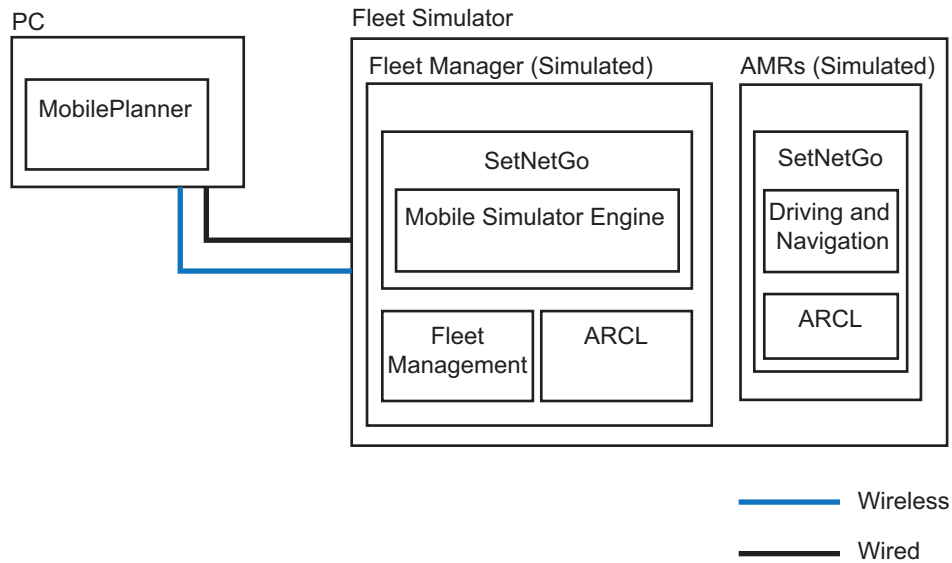 PC
MobilePlanner
Fleet Simulator
Fleet Manager (Simulated)
SetNetGo
Mobile Simulator Engine
Fleet
Management
ARCL
AMRs (Simulated)
SetNetGo
Driving and
Navigation
ARCL
Wireless
Wired